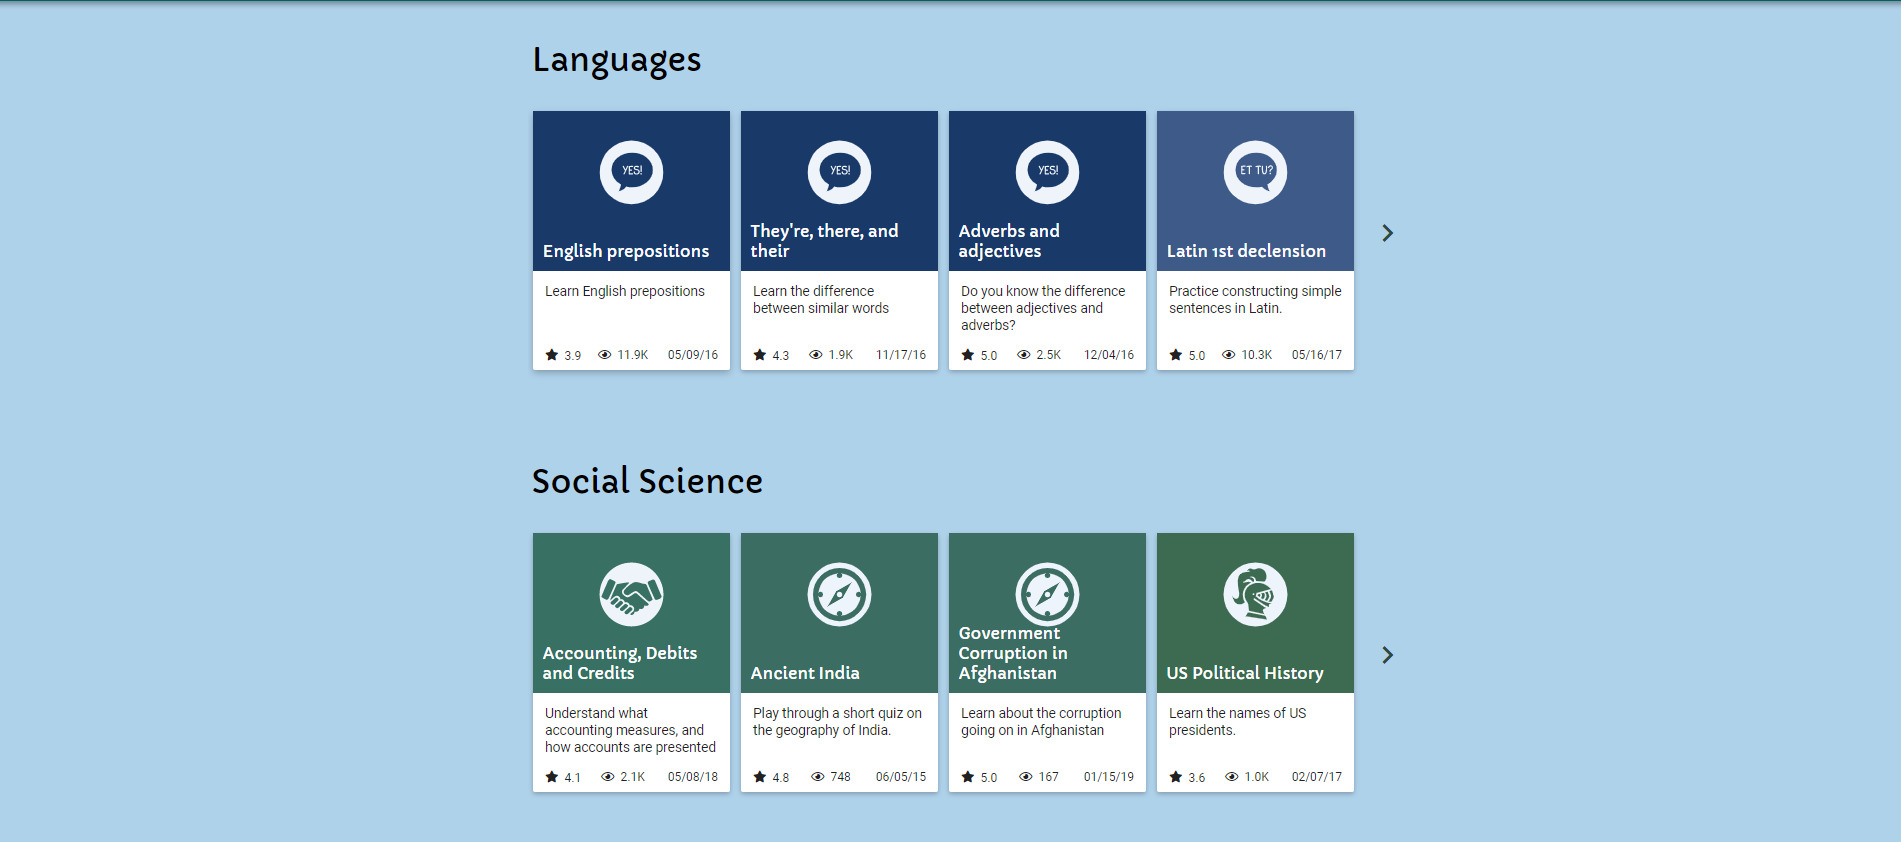 Languages
YES!
YES!
YES!
ET TU?
English prepositions
They're, there, and
their
Adverbs and
adjectives
Latin 1st declension
Learn English prepositions
Learn the difference
between similar words
Do you know the difference
between adjectives and
adverbs?
Practice constructing simple
sentences in Latin.
3.9 11.9K 05/09/16
4.3 1.9K 11/17/16
5.0 2.5K 12/04/16
5.0 10.3K 05/16/17
Social Science
Accounting, Debits
and Credits
Ancient India
Government
Corruption in
Afghanistan
US Political History
Understand what
accounting measures, and
how accounts are presented
Play through a short quiz on
the geography of India.
Learn about the corruption
going on in Afghanistan
Learn the names of US
presidents.
4.1 2.1K 05/08/18
4.8 748 06/05/15
5.0 167 01/15/19
3.6 1.0K 02/07/17